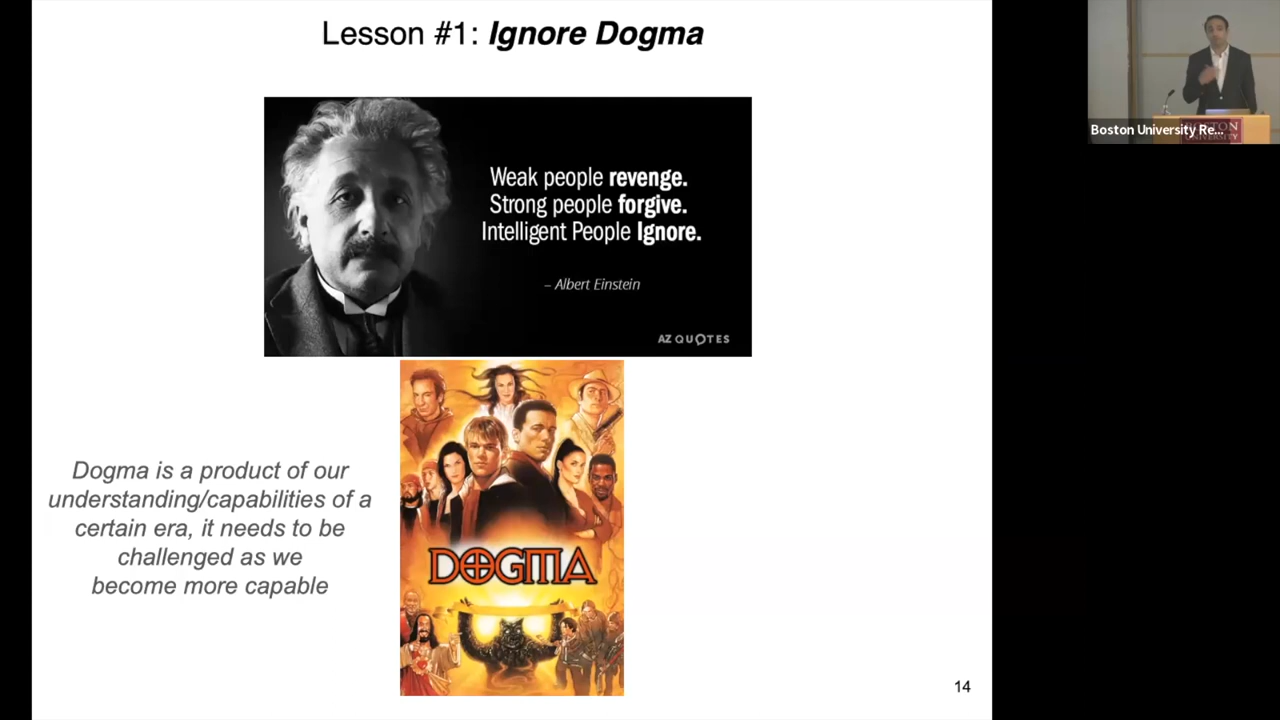 Lesson #1: Ignore Dogma
Weak people revenge.
Strong people forgive.
Intelligent People Ignore.
– Albert Einstein
AZ QUOTES
Dogma is a product of our
understanding/capabilities of a
certain era, it needs to be
challenged as we
become more capable
DOGMA
14
BOSTON
UNIVERSITY
Boston University Re...